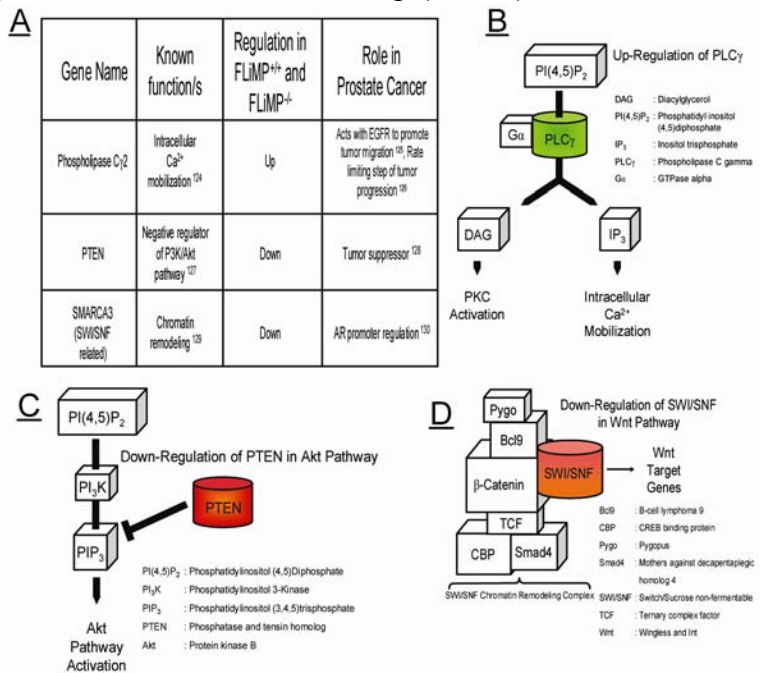 A
Gene Name
Known
function/s
Regulation in
FLiMP+/+ and
FLiMP-/-
Role in
Prostate Cancer
Phospholipase Cγ2
Intracellular
Ca2+
mobilization 124
Up
Acts with EGFR to promote
tumor migration 125, Rate
limiting step of tumor
progression 126
PTEN
Negative regulator
of P3K/Akt
pathway 127
Down
Tumor suppressor 128
SMARCA3
(SWI/SNF
related)
Chromatin
remodeling 129
Down
AR promoter regulation 130
B
PI(4,5)P2
Up-Regulation of PLCγ
Gα
PLCγ
DAG : Diacylglycerol
PI(4,5)P2 : Phosphatidyl inositol
(4,5)diphosphate
IP3 : Inositol trisphosphate
PLCγ : Phospholipase C gamma
Gα : GTPase alpha
DAG
IP3
PKC
Activation
Intracellular
Ca2+
Mobilization
C
PI(4,5)P2
Down-Regulation of PTEN in Akt Pathway
PI3K
PTEN
PIP3
Akt
Pathway
Activation
PI(4,5)P2 : Phosphatidylinositol (4,5)Diphosphate
PI3K : Phosphatidylinositol 3-Kinase
PIP3 : Phosphatidylinositol (3,4,5)trisphosphate
PTEN : Phosphatase and tensin homolog
Akt : Protein kinase B
D
Down-Regulation of SWI/SNF
in Wnt Pathway
Pygo
Bcl9
β-Catenin
SWI/SNF
TCF
CBP
Smad4
SWI/SNF Chromatin Remodeling Complex
Wnt
Target
Genes
Bcl9 : B-cell lymphoma 9
CBP : CREB binding protein
Pygo : Pygopus
Smad4 : Mothers against decapentaplegic
homolog 4
SWI/SNF : Switch/Sucrose non-fermentable
TCF : Ternary complex factor
Wnt : Wingless and Int